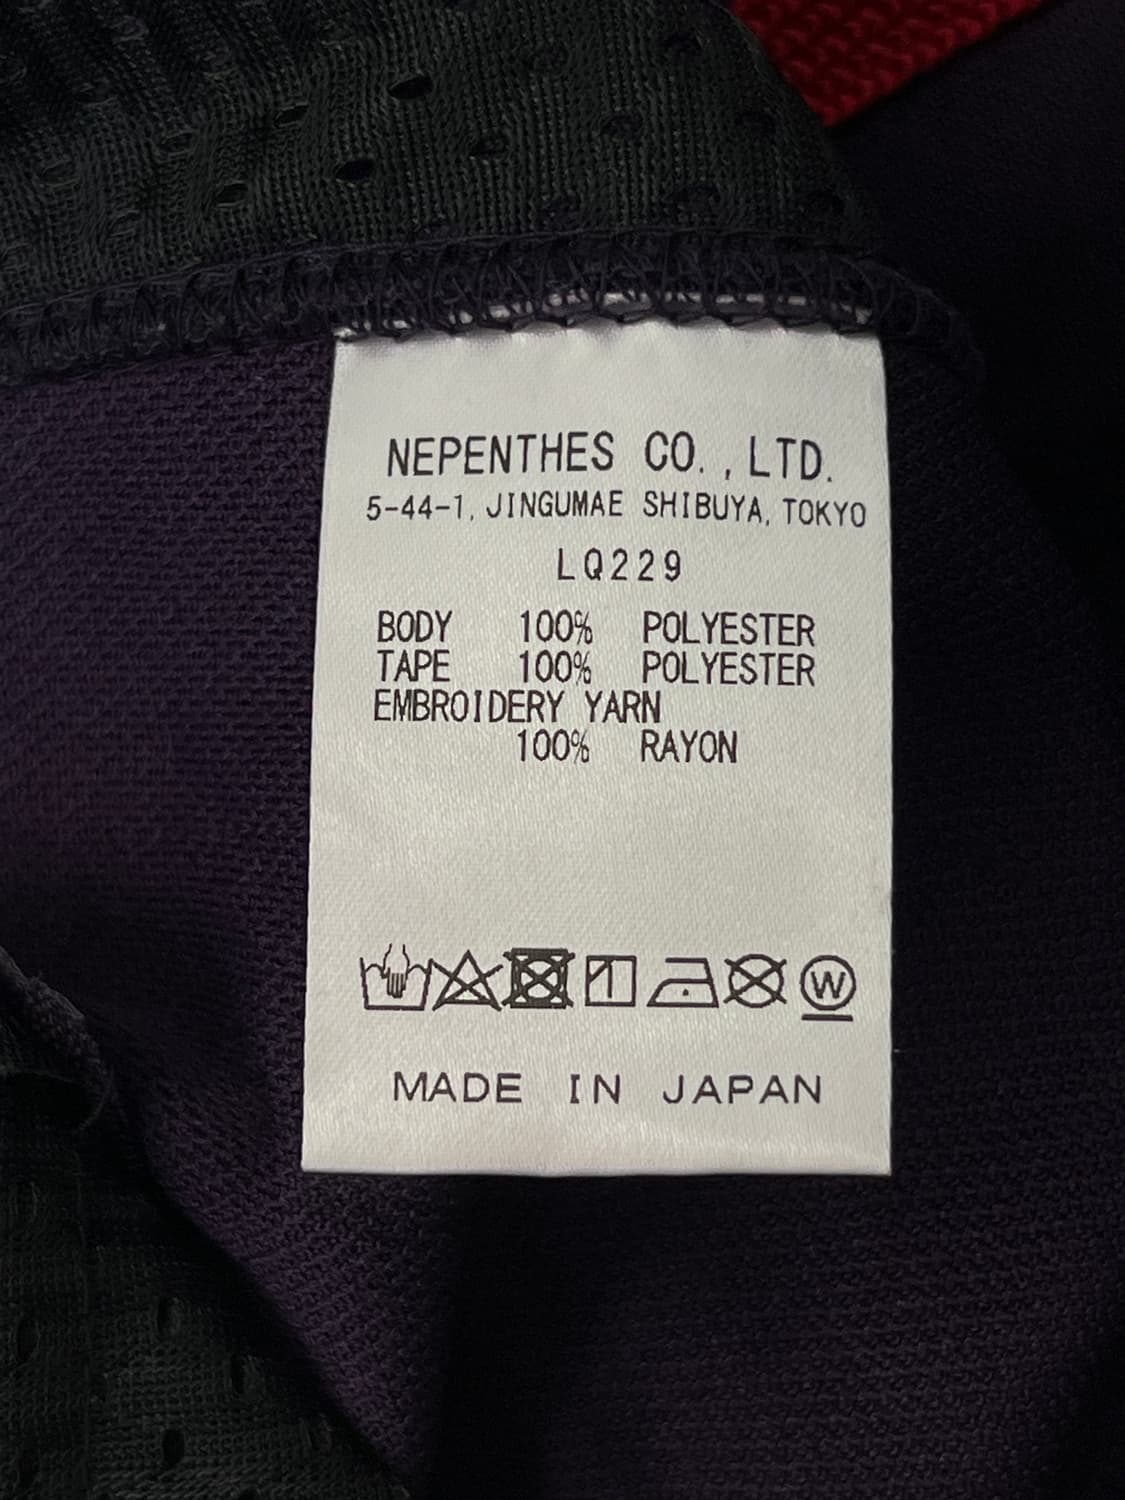 NEPENTHES CO.,LTD.
5-44-1, JINGUMAE SHIBUYA, TOKYO
LQ229
BODY 100% POLYESTER
TAPE 100% POLYESTER
EMBROIDERY YARN
100% RAYON
W
MADE IN JAPAN